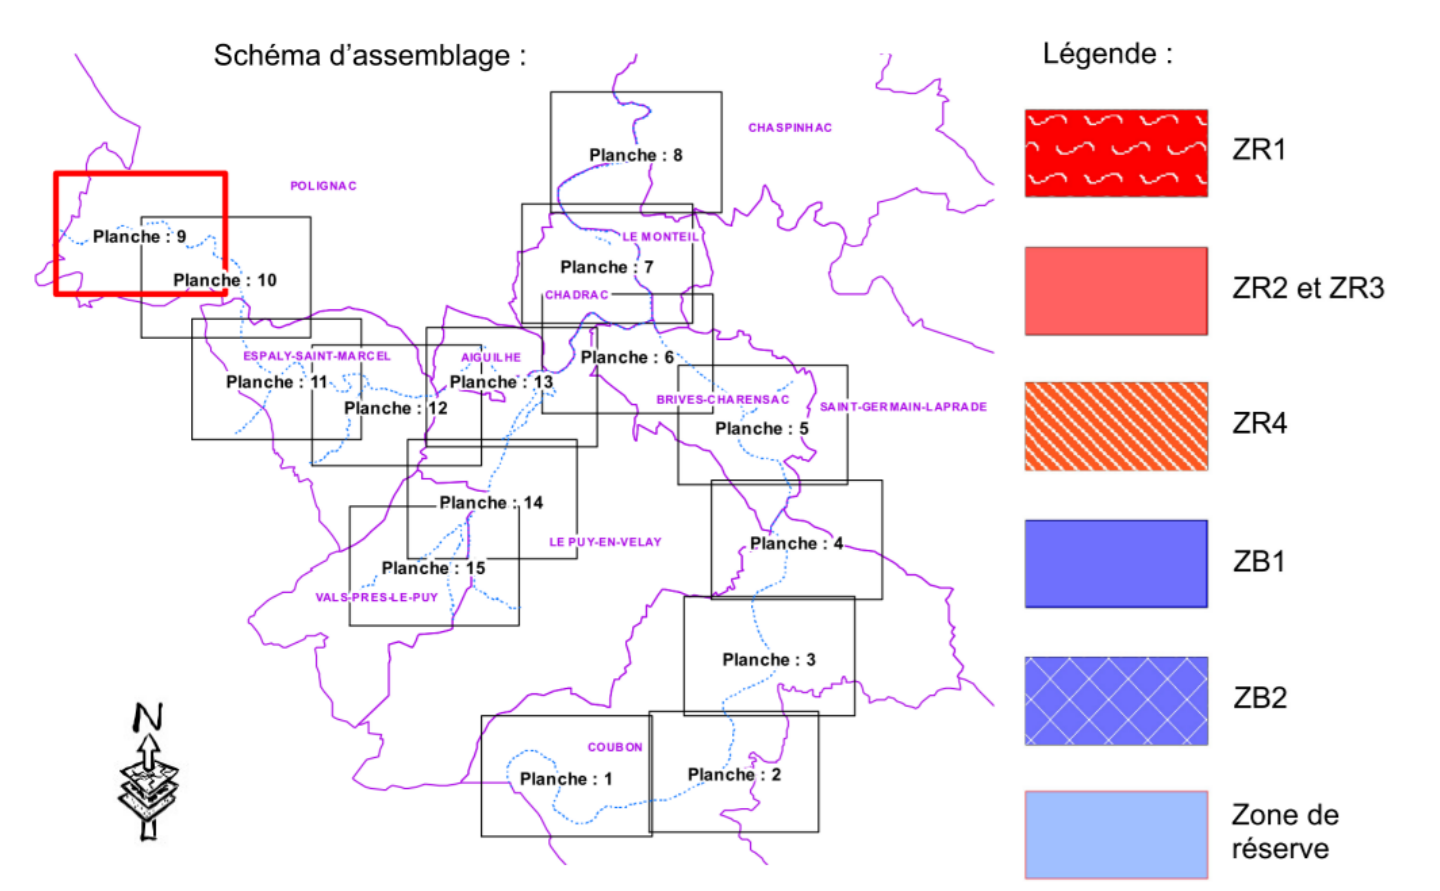 Schéma d’assemblage :
CHASPINHAC
Planche : 8
POLIGNAC
Planche : 9
LE MONTEIL
Planche : 7
Planche : 10
CHADRAC
ESPALY-SAINT-MARCEL
AIGUILHE
Planche : 6
Planche : 11
Planche : 13
Planche : 12
BRIVES-CHARENSAC
SAINT-GERMAIN-LAPRADE
Planche : 5
Planche : 14
LE PUY-EN-VELAY
Planche : 4
Planche : 15
VALS-PRES-LE-PUY
Planche : 3
COUBON
Planche : 1
Planche : 2
N
Légende :
ZR1
ZR2 et ZR3
ZR4
ZB1
ZB2
Zone de
réserve